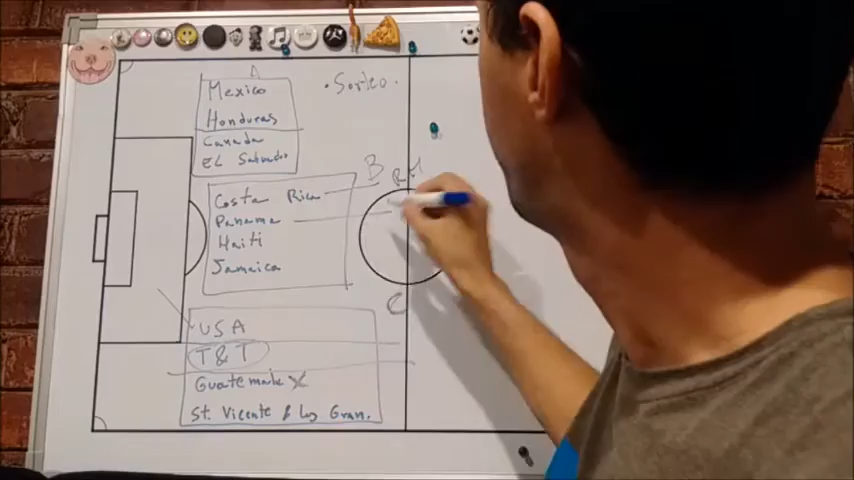 A
Mexico
Honduras
Canada
El Salvador
• Sorteo •
B
Costa Rica
Panama
Haiti
Jamaica
C
USA
T & T
Guatemala X
St. Vicente & Las Gran.